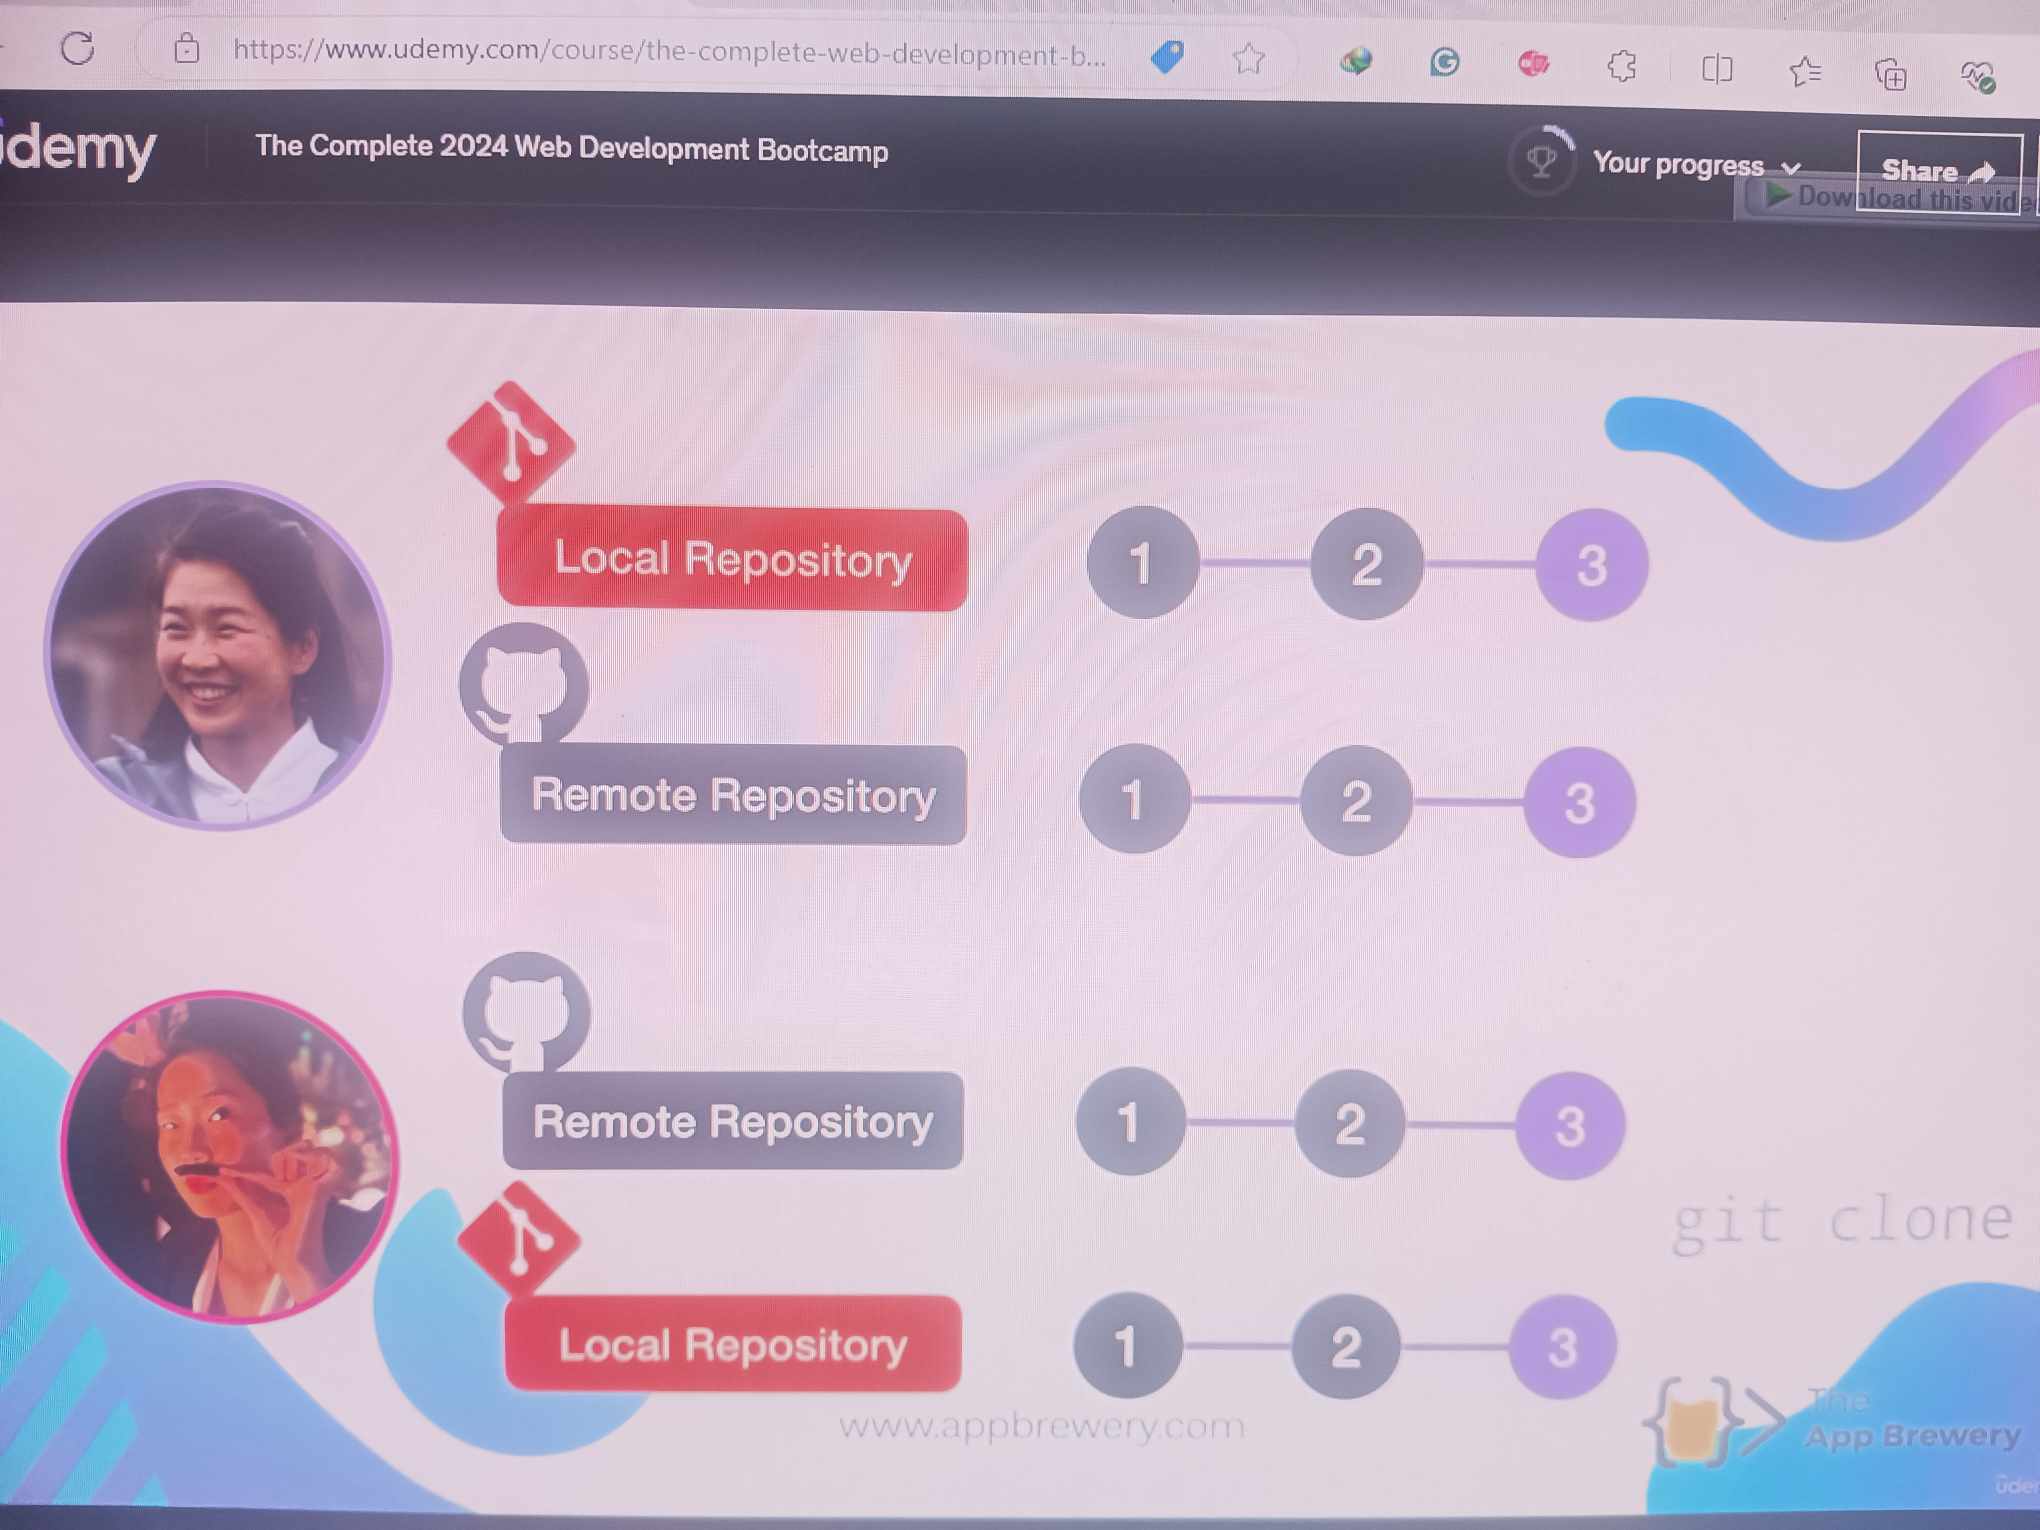 https://www.udemy.com/course/the-complete-web-development-b...
udemy
The Complete 2024 Web Development Bootcamp
Your progress
Share
Download this vide
Local Repository
1
2
3
Remote Repository
1
2
3
Remote Repository
1
2
3
git clone
Local Repository
1
2
3
www.appbrewery.com
The
App Brewery
ude